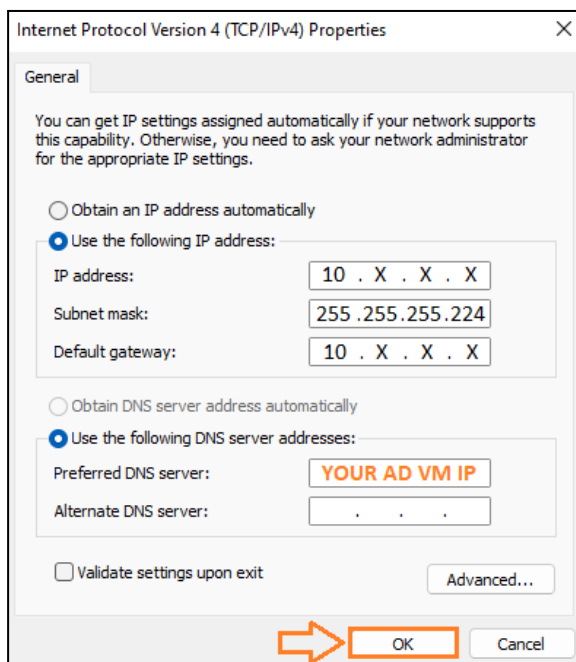 Internet Protocol Version 4 (TCP/IPv4) Properties
General
You can get IP settings assigned automatically if your network supports
this capability. Otherwise, you need to ask your network administrator
for the appropriate IP settings.
Obtain an IP address automatically
Use the following IP address:
IP address: 10 . X . X . X
Subnet mask: 255 .255.255.224
Default gateway: 10 . X . X . X
Obtain DNS server address automatically
Use the following DNS server addresses:
Preferred DNS server: YOUR AD VM IP
Alternate DNS server: . . .
Validate settings upon exit
Advanced...
OK Cancel